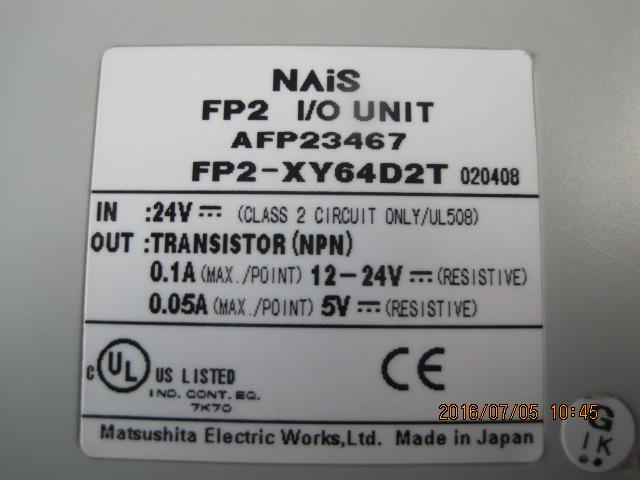 NAiS
FP2 I/O UNIT
AFP23467
FP2-XY64D2T 020408
IN :24V ⎓ (CLASS 2 CIRCUIT ONLY/UL508)
OUT :TRANSISTOR(NPN)
0.1A(MAX./POINT) 12-24V ⎓ (RESISTIVE)
0.05A(MAX./POINT) 5V ⎓ (RESISTIVE)
c UL US LISTED
IND. CONT. EQ.
7K70
CE
2016/07/05 10:45
G
IK
Matsushita Electric Works,Ltd. Made in Japan